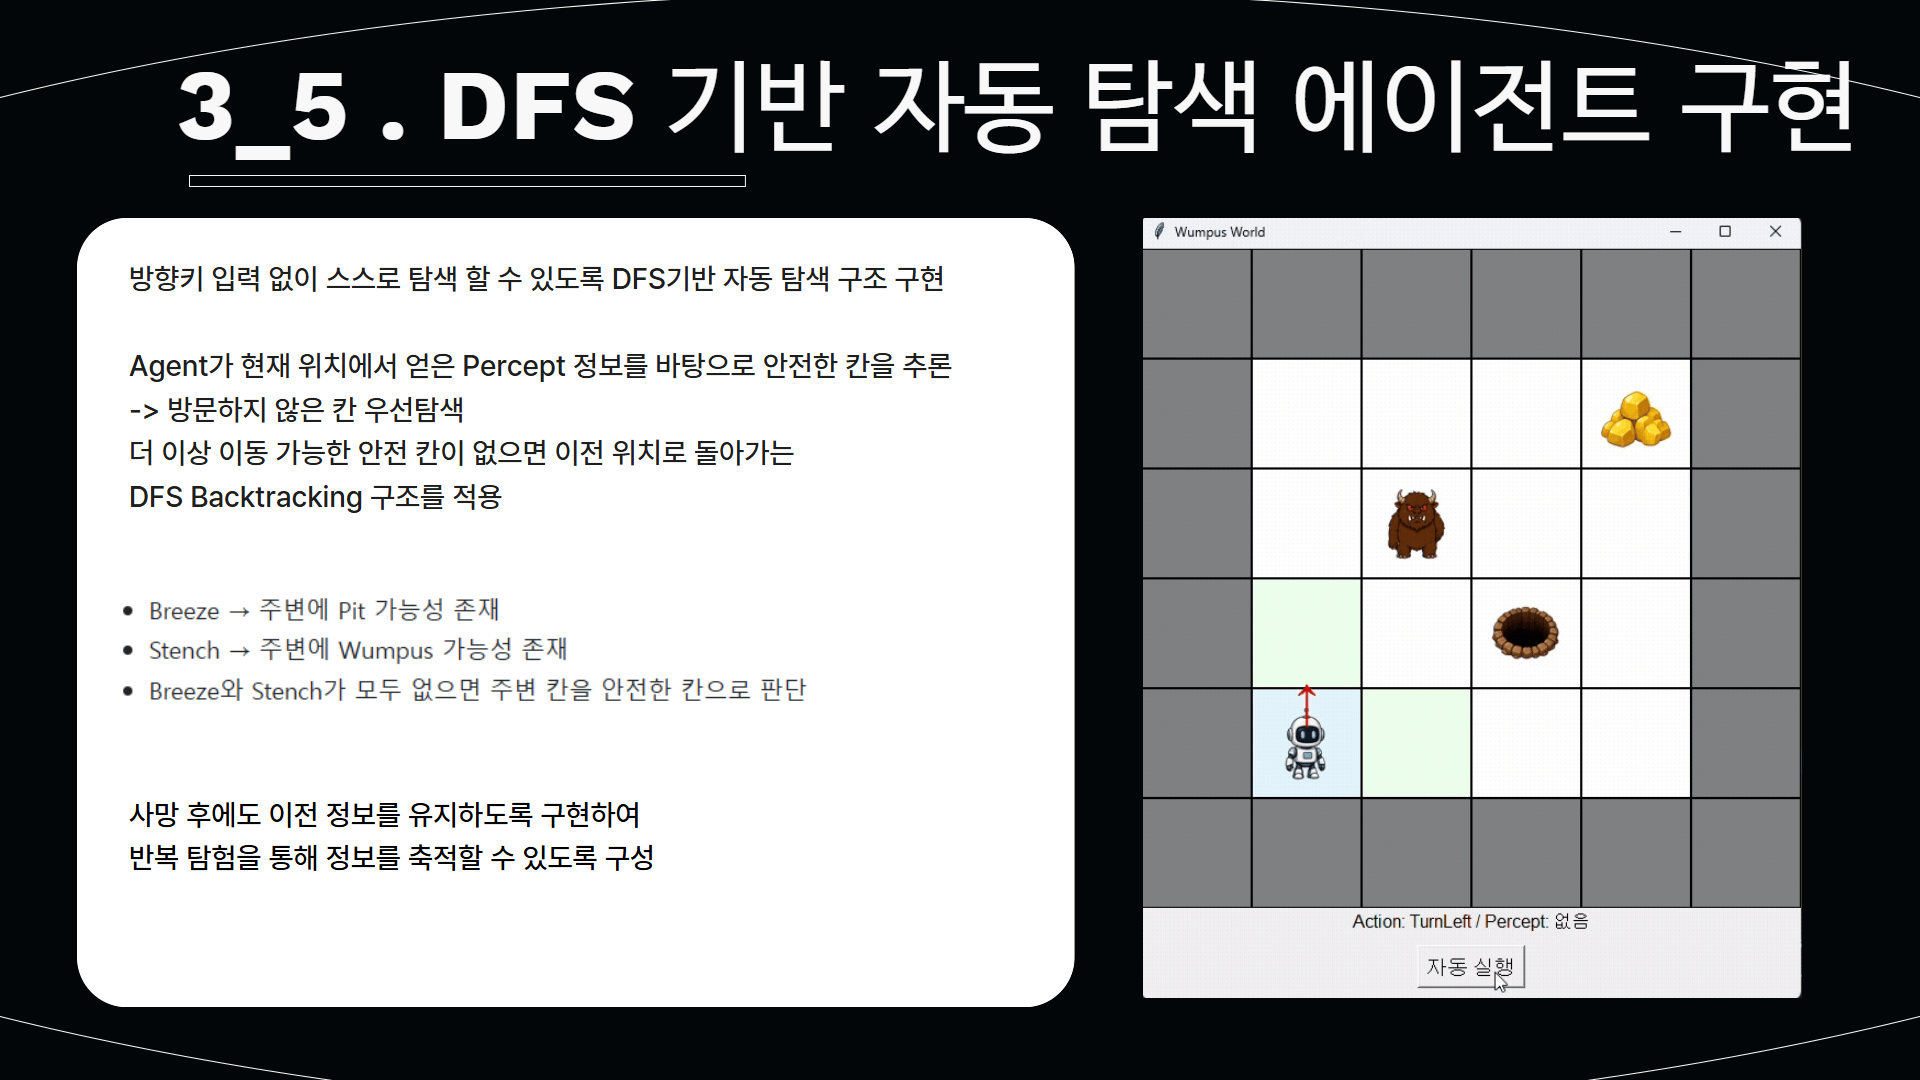 3_5 . DFS 기반 자동 탐색 에이전트 구현
방향키 입력 없이 스스로 탐색 할 수 있도록 DFS기반 자동 탐색 구조 구현
Agent가 현재 위치에서 얻은 Percept 정보를 바탕으로 안전한 칸을 추론
-> 방문하지 않은 칸 우선탐색
더 이상 이동 가능한 안전 칸이 없으면 이전 위치로 돌아가는
DFS Backtracking 구조를 적용
• Breeze → 주변에 Pit 가능성 존재
• Stench → 주변에 Wumpus 가능성 존재
• Breeze와 Stench가 모두 없으면 주변 칸을 안전한 칸으로 판단
사망 후에도 이전 정보를 유지하도록 구현하여
반복 탐험을 통해 정보를 축적할 수 있도록 구성
Wumpus World
Action: TurnLeft / Percept: 없음
자동 실행